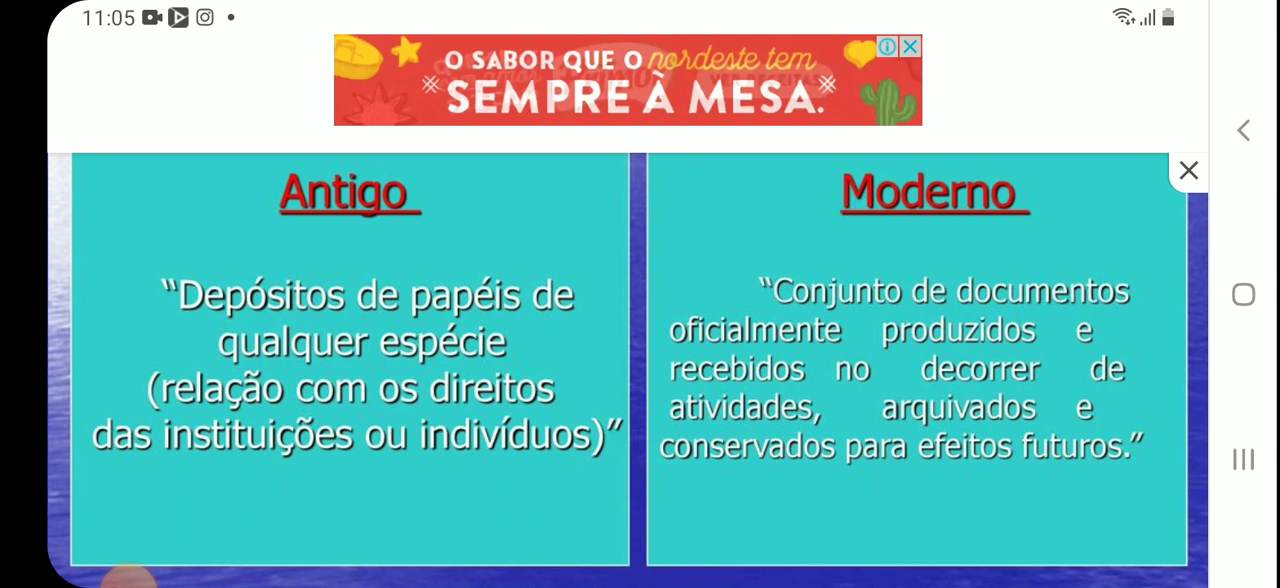 11:05
O SABOR QUE O nordeste tem
SEMPRE À MESA.
Antigo
"Depósitos de papéis de
qualquer espécie
(relação com os direitos
das instituições ou indivíduos)"
Moderno
"Conjunto de documentos
oficialmente produzidos e
recebidos no decorrer de
atividades, arquivados e
conservados para efeitos futuros."